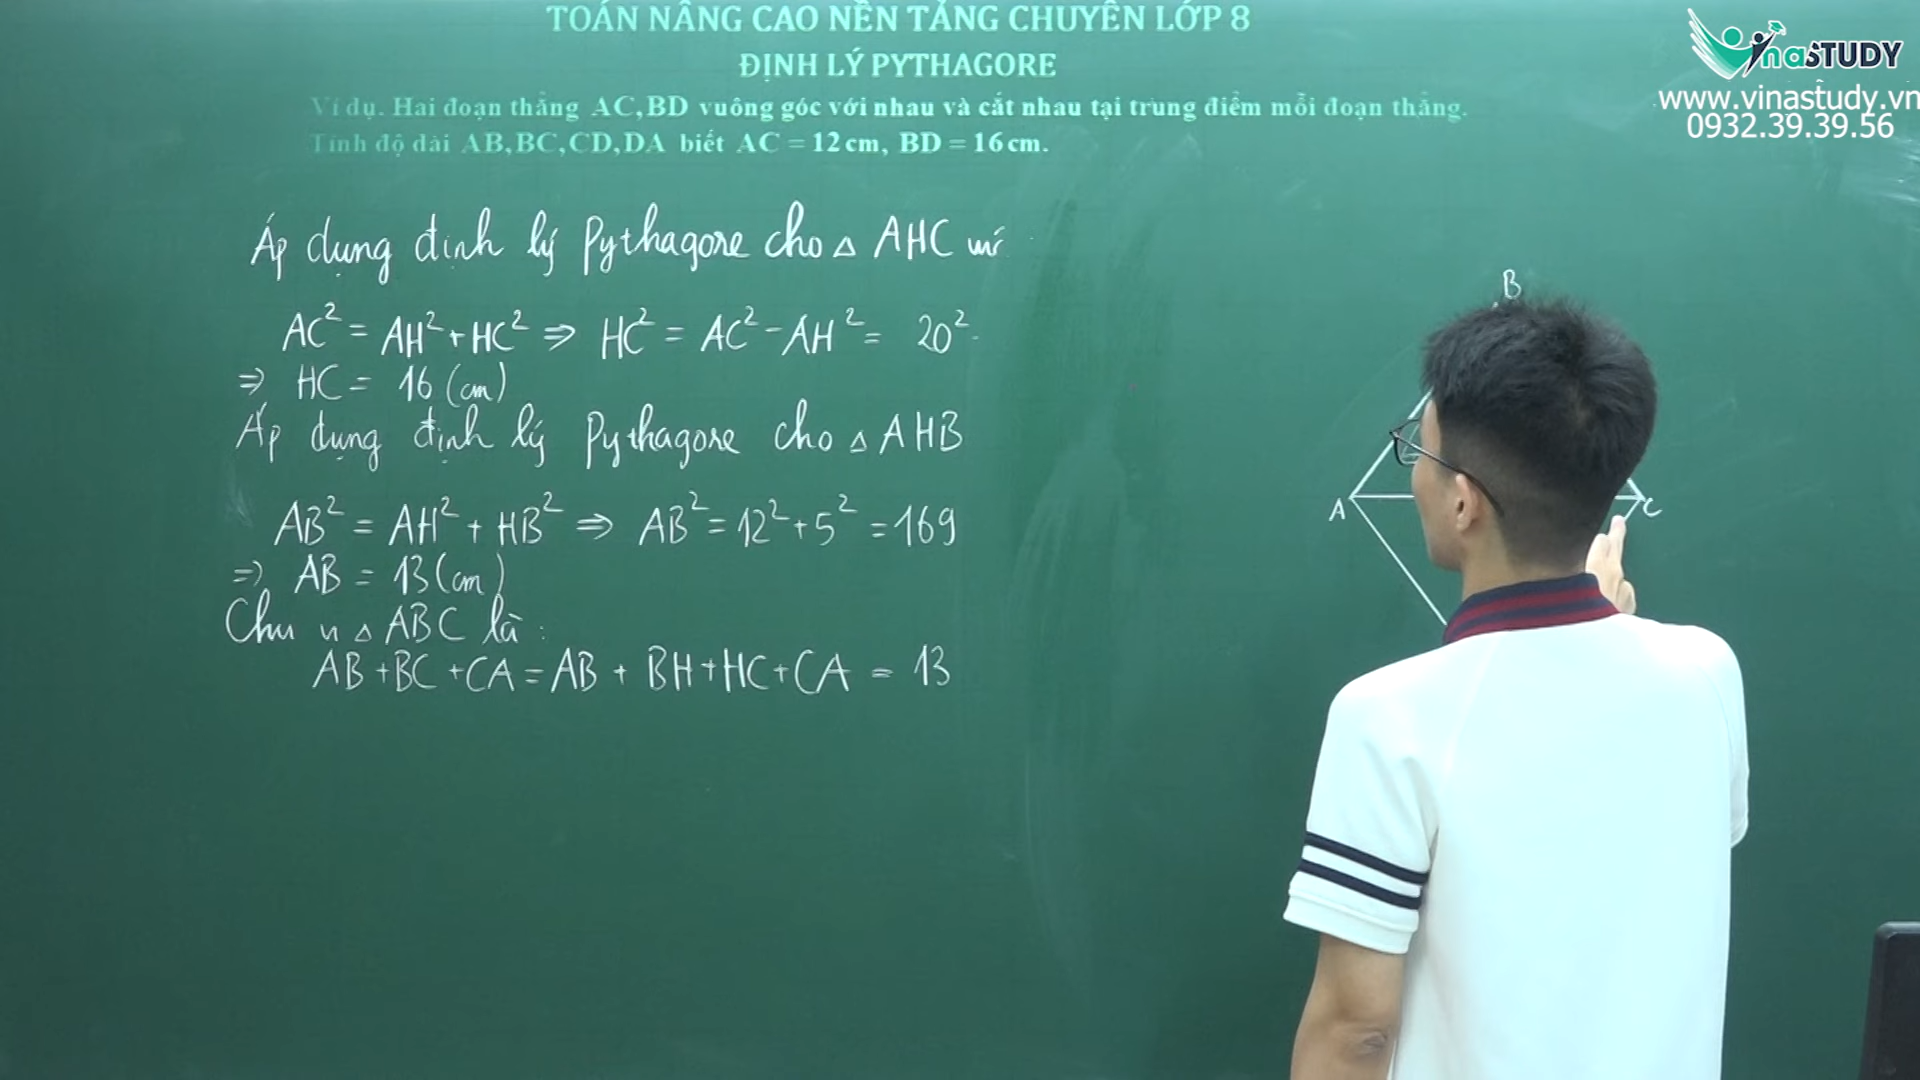 TOÁN NÂNG CAO NỀN TẢNG CHUYÊN LỚP 8
ĐỊNH LÝ PYTHAGORE
Ví dụ. Hai đoạn thẳng AC, BD vuông góc với nhau và cắt nhau tại trung điểm mỗi đoạn thẳng.
Tính độ dài AB, BC, CD, DA biết AC = 12 cm, BD = 16 cm.
VinaSTUDY
www.vinastudy.vn
0932.39.39.56
Áp dụng định lý Pythagore cho △ AHC
AC² = AH² + HC² ⇒ HC² = AC² - AH² = 20²
⇒ HC = 16 (cm)
Áp dụng định lý Pythagore cho △ AHB
AB² = AH² + HB² ⇒ AB² = 12² + 5² = 169
⇒ AB = 13 (cm)
Chu △ ABC là :
AB + BC + CA = AB + BH + HC + CA = 13
B
A
C